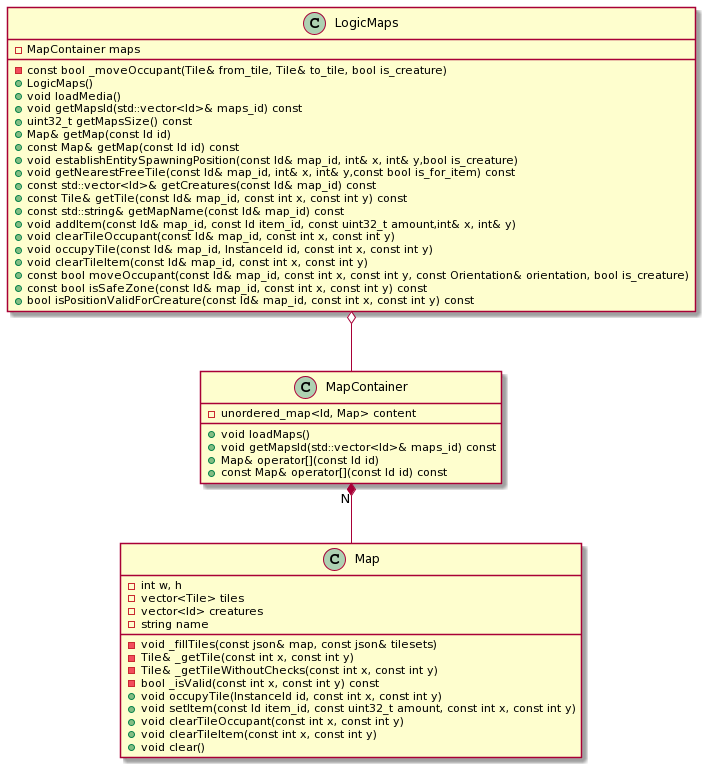 C LogicMaps
MapContainer maps
const bool _moveOccupant(Tile& from_tile, Tile& to_tile, bool is_creature)
LogicMaps()
void loadMedia()
void getMapsId(std::vector<Id>& maps_id) const
uint32_t getMapsSize() const
Map& getMap(const Id id)
const Map& getMap(const Id id) const
void establishEntitySpawningPosition(const Id& map_id, int& x, int& y,bool is_creature)
void getNearestFreeTile(const Id& map_id, int& x, int& y,const bool is_for_item) const
const std::vector<Id>& getCreatures(const Id& map_id) const
const Tile& getTile(const Id& map_id, const int x, const int y) const
const std::string& getMapName(const Id& map_id) const
void addItem(const Id& map_id, const Id item_id, const uint32_t amount,int& x, int& y)
void clearTileOccupant(const Id& map_id, const int x, const int y)
void occupyTile(const Id& map_id, InstanceId id, const int x, const int y)
void clearTileItem(const Id& map_id, const int x, const int y)
const bool moveOccupant(const Id& map_id, const int x, const int y, const Orientation& orientation, bool is_creature)
const bool isSafeZone(const Id& map_id, const int x, const int y) const
bool isPositionValidForCreature(const Id& map_id, const int x, const int y) const
C MapContainer
unordered_map<Id, Map> content
void loadMaps()
void getMapsId(std::vector<Id>& maps_id) const
Map& operator[](const Id id)
const Map& operator[](const Id id) const
N
C Map
int w, h
vector<Tile> tiles
vector<Id> creatures
string name
void _fillTiles(const json& map, const json& tilesets)
Tile& _getTile(const int x, const int y)
Tile& _getTileWithoutChecks(const int x, const int y)
bool _isValid(const int x, const int y) const
void occupyTile(InstanceId id, const int x, const int y)
void setItem(const Id item_id, const uint32_t amount, const int x, const int y)
void clearTileOccupant(const int x, const int y)
void clearTileItem(const int x, const int y)
void clear()